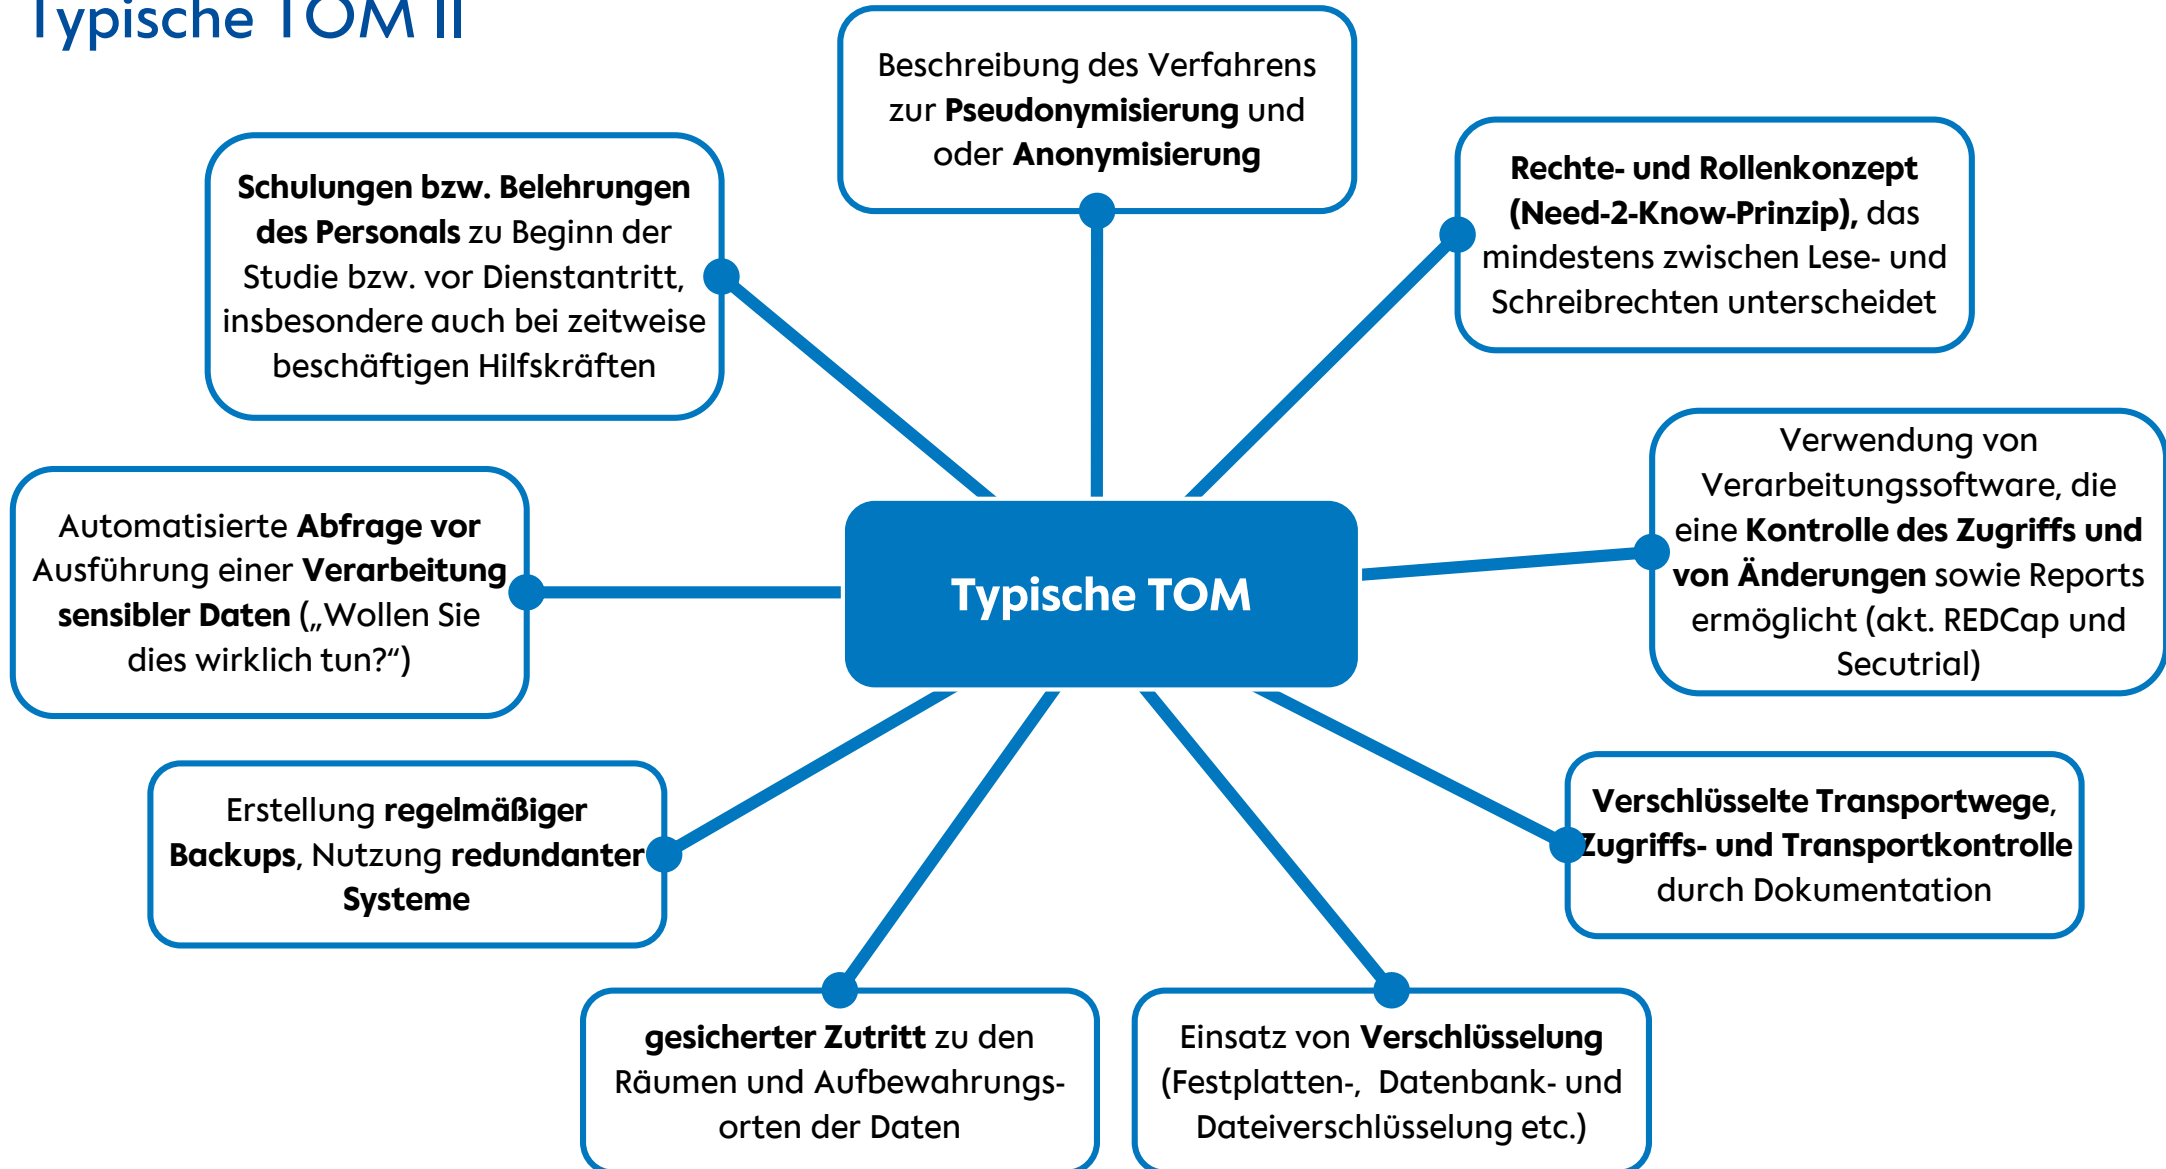 Typische TOM II
Beschreibung des Verfahrens
zur Pseudonymisierung und
oder Anonymisierung
Schulungen bzw. Belehrungen
des Personals zu Beginn der
Studie bzw. vor Dienstantritt,
insbesondere auch bei zeitweise
beschäftigen Hilfskräften
Rechte- und Rollenkonzept
(Need-2-Know-Prinzip), das
mindestens zwischen Lese- und
Schreibrechten unterscheidet
Automatisierte Abfrage vor
Ausführung einer Verarbeitung
sensibler Daten („Wollen Sie
dies wirklich tun?“)
Typische TOM
Verwendung von
Verarbeitungssoftware, die
eine Kontrolle des Zugriffs und
von Änderungen sowie Reports
ermöglicht (akt. REDCap und
Secutrial)
Erstellung regelmäßiger
Backups, Nutzung redundanter
Systeme
Verschlüsselte Transportwege,
Zugriffs- und Transportkontrolle
durch Dokumentation
gesicherter Zutritt zu den
Räumen und Aufbewahrungs-
orten der Daten
Einsatz von Verschlüsselung
(Festplatten-, Datenbank- und
Dateiverschlüsselung etc.)